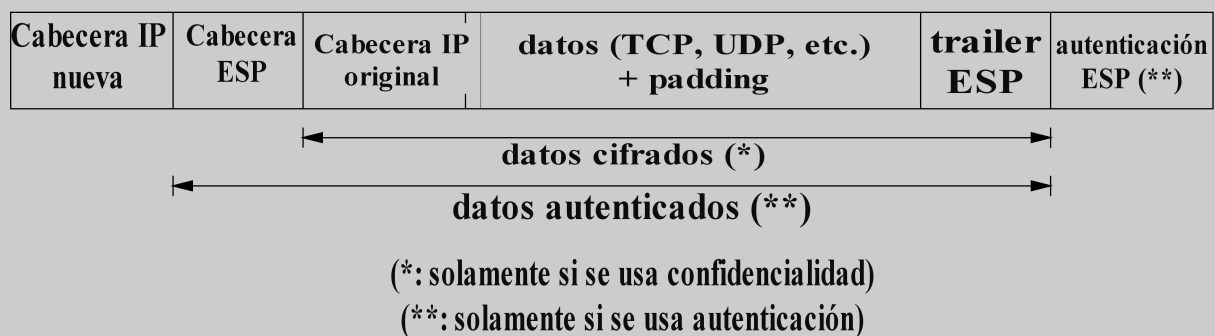 Cabecera IP
nueva
Cabecera
ESP
Cabecera IP
original
datos (TCP, UDP, etc.)
+ padding
trailer
ESP
autenticación
ESP (**)
datos cifrados (*)
datos autenticados (**)
(*: solamente si se usa confidencialidad)
(**: solamente si se usa autenticación)